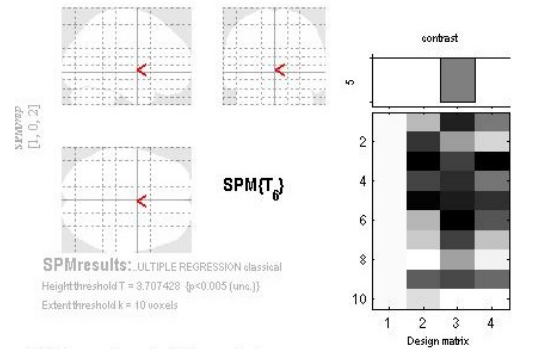 contrast
5
SPMmip
[1, 0, 2]
SPM{T6}
SPMresults: .ULTIPLE REGRESSION classical
Height threshold T = 3.707428 {p<0.005 (unc.)}
Extent threshold k = 10 voxels
2
4
6
8
10
1 2 3 4
Design matrix